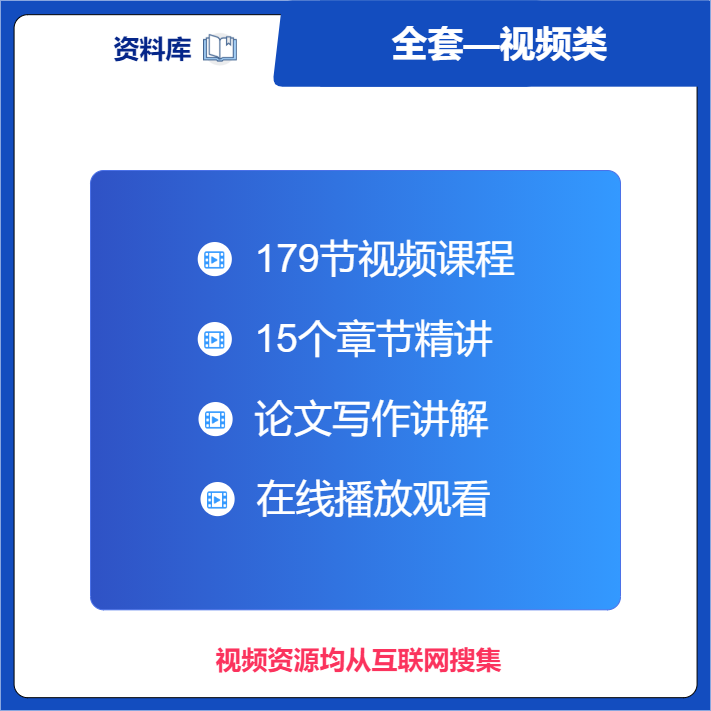 资料库
全套—视频类
179节视频课程
15个章节精讲
论文写作讲解
在线播放观看
视频资源均从互联网搜集